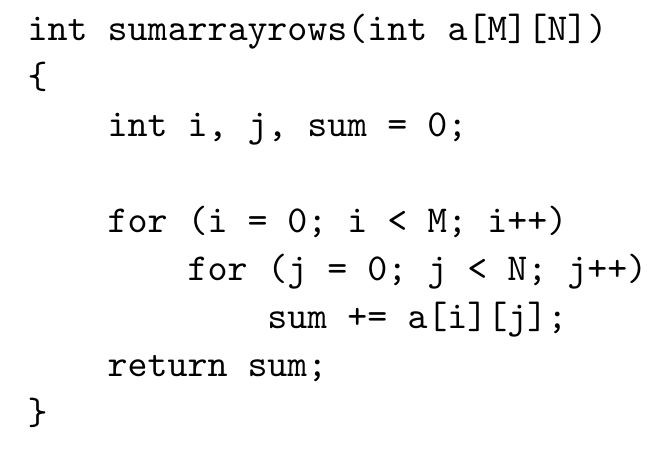 int sumarrayrows(int a[M][N])
{
    int i, j, sum = 0;

    for (i = 0; i < M; i++)
        for (j = 0; j < N; j++)
            sum += a[i][j];
    return sum;
}